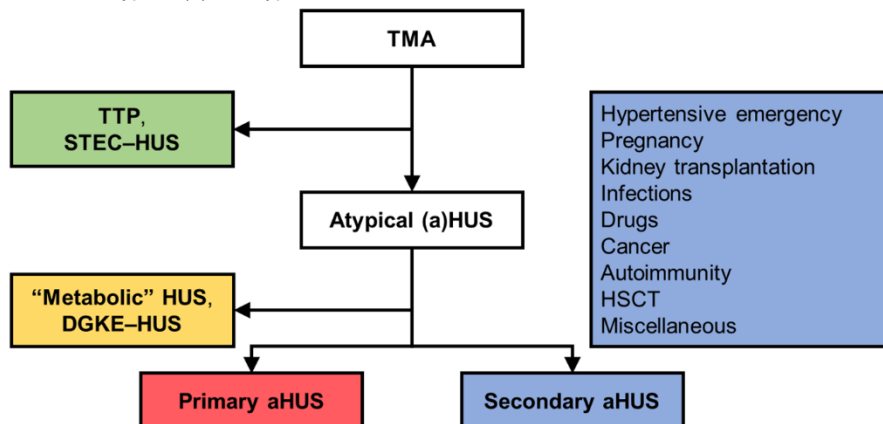 TMA
TTP,
STEC–HUS
Hypertensive emergency
Pregnancy
Kidney transplantation
Infections
Drugs
Cancer
Autoimmunity
HSCT
Miscellaneous
Atypical (a)HUS
“Metabolic” HUS,
DGKE–HUS
Primary aHUS
Secondary aHUS